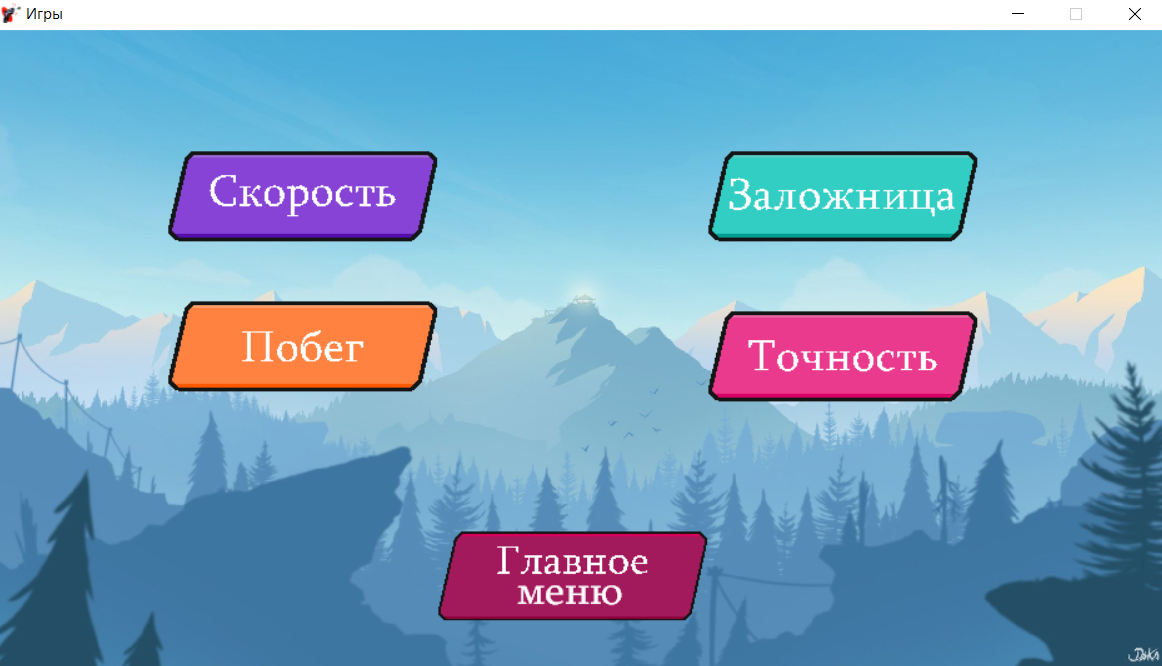 Игры
Скорость
Заложница
Побег
Точность
Главное
меню